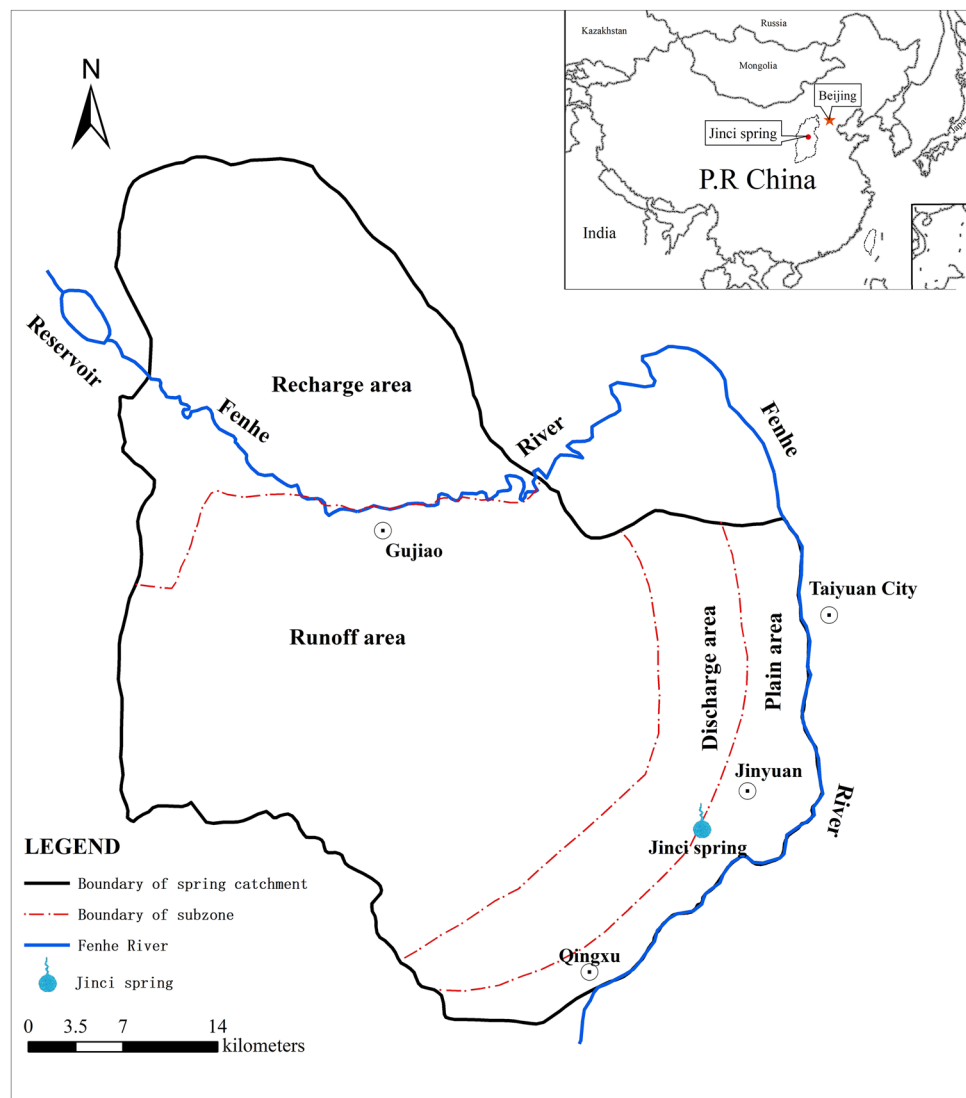 N
Kazakhstan
Russia
Mongolia
Beijing
Jinci spring
P.R China
India
Japan
Reservoir
Fenhe
River
Recharge area
Fenhe
Gujiao
Runoff area
Discharge area
Plain area
Taiyuan City
Jinyuan
River
Jinci spring
Qingxu
LEGEND
Boundary of spring catchment
Boundary of subzone
Fenhe River
Jinci spring
0 3.5 7 14
kilometers